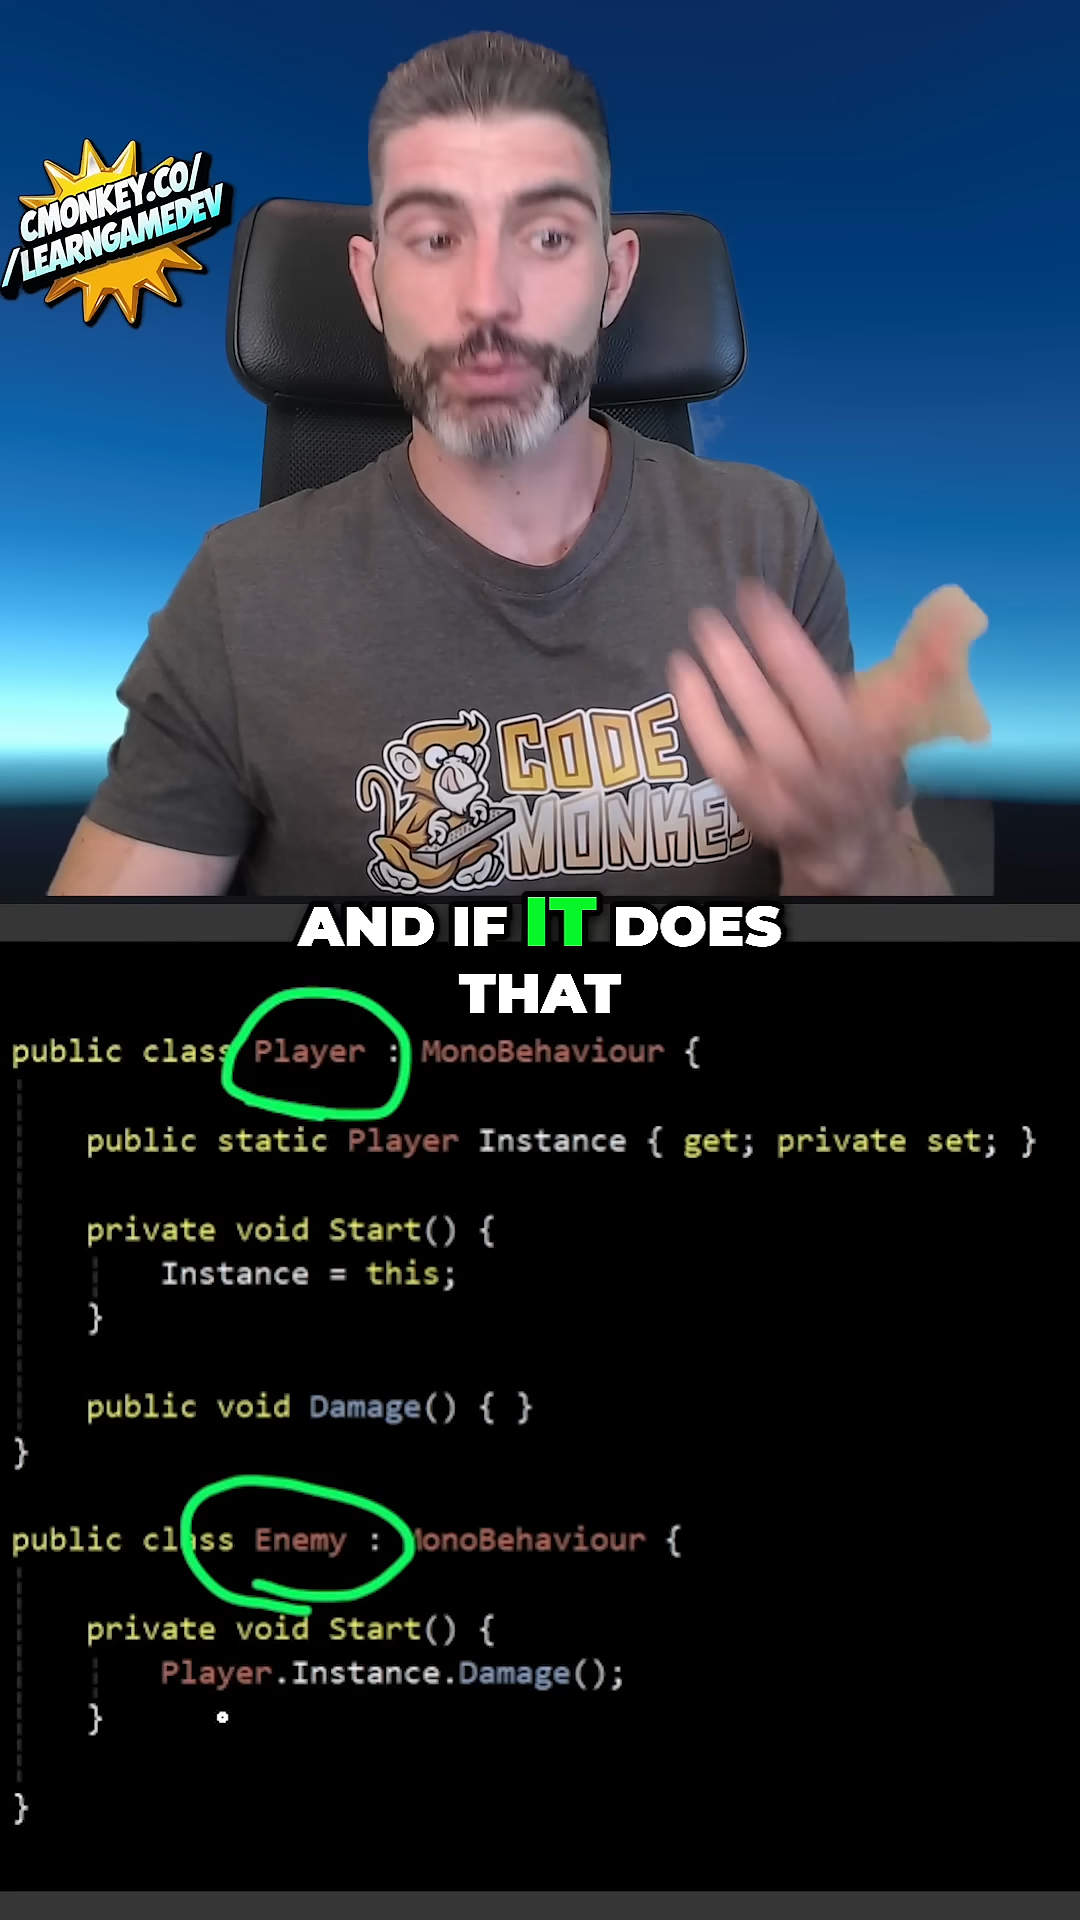 CMONKEY.CO/
/LEARNGAMEDEV
CODE
MONKEY
AND IF IT DOES
THAT
public class Player : MonoBehaviour {
public static Player Instance { get; private set; }
private void Start() {
Instance = this;
}
public void Damage() { }
}
public class Enemy : MonoBehaviour {
private void Start() {
Player.Instance.Damage();
}
}